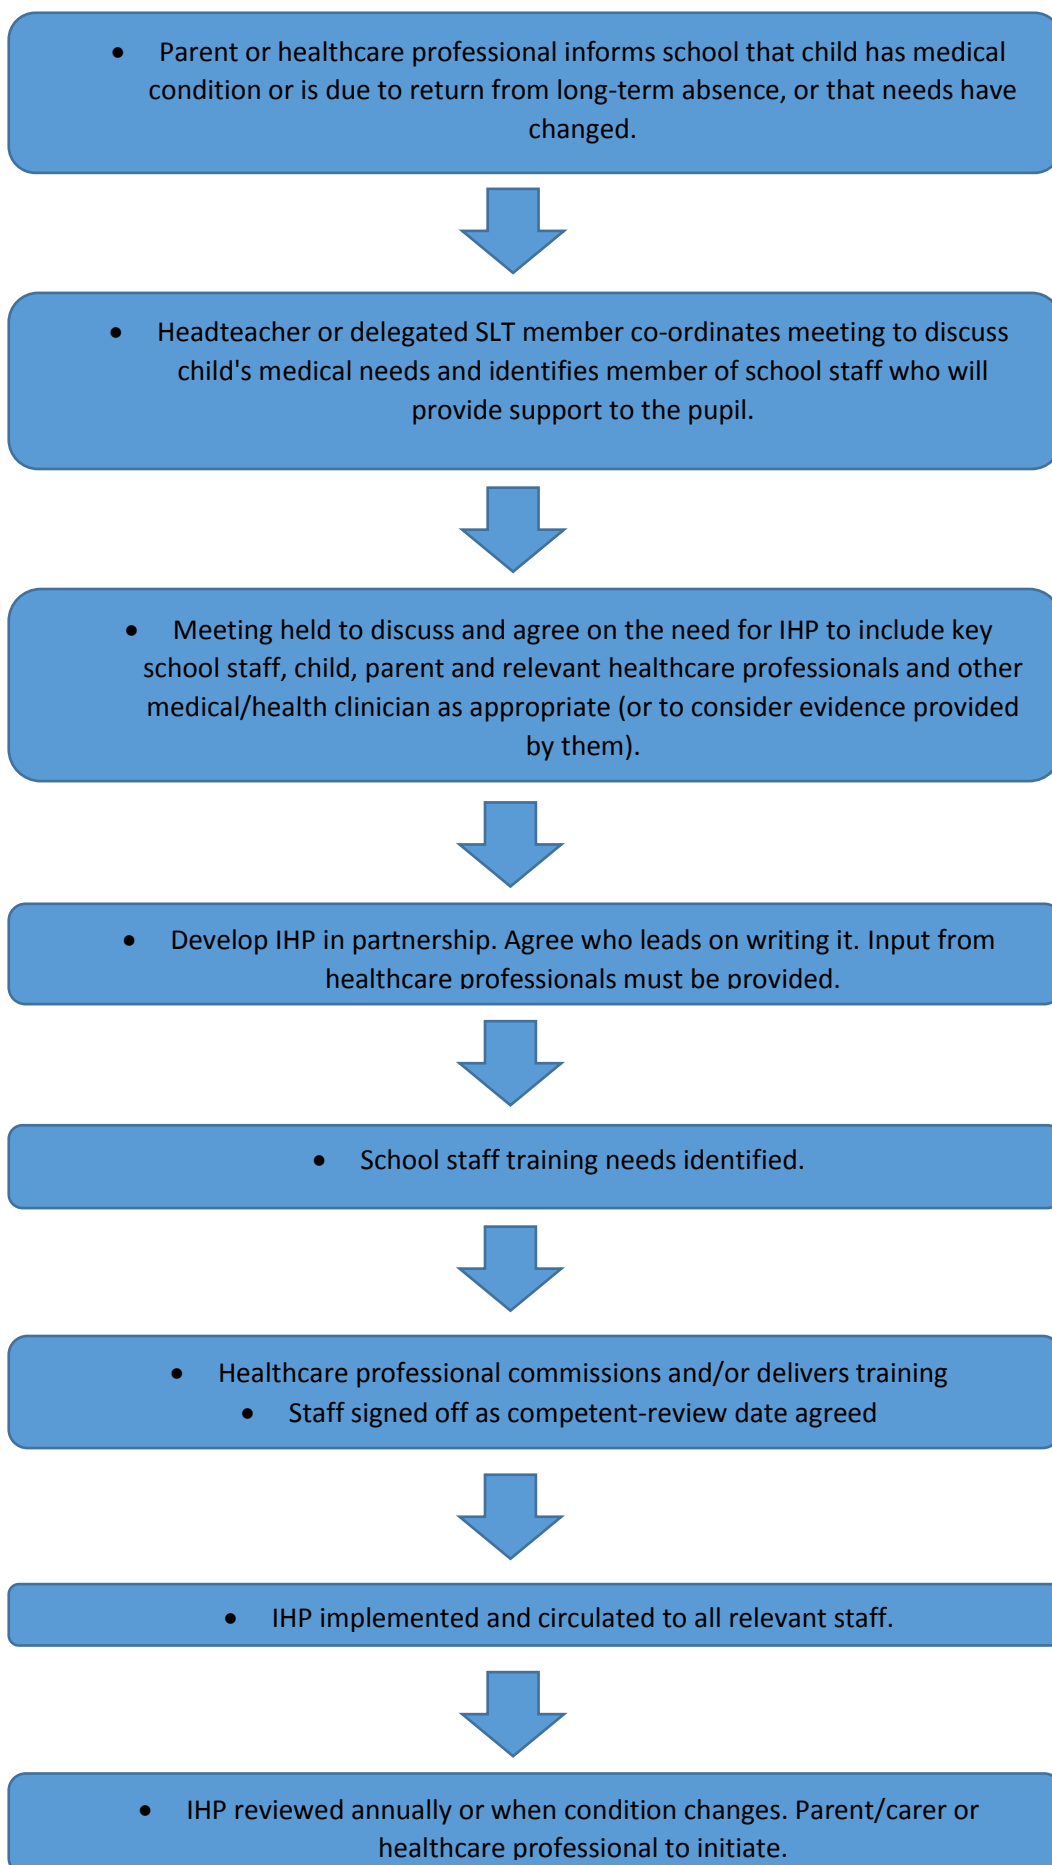 • Parent or healthcare professional informs school that child has medical
condition or is due to return from long-term absence, or that needs have
changed.
• Headteacher or delegated SLT member co-ordinates meeting to discuss
child's medical needs and identifies member of school staff who will
provide support to the pupil.
• Meeting held to discuss and agree on the need for IHP to include key
school staff, child, parent and relevant healthcare professionals and other
medical/health clinician as appropriate (or to consider evidence provided
by them).
• Develop IHP in partnership. Agree who leads on writing it. Input from
healthcare professionals must be provided.
• School staff training needs identified.
• Healthcare professional commissions and/or delivers training
• Staff signed off as competent-review date agreed
• IHP implemented and circulated to all relevant staff.
• IHP reviewed annually or when condition changes. Parent/carer or
healthcare professional to initiate.